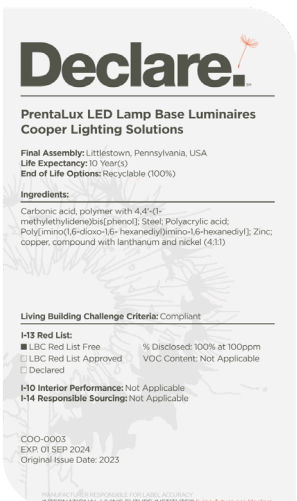 Declare.
PrentaLux LED Lamp Base Luminaires
Cooper Lighting Solutions
Final Assembly: Littlestown, Pennsylvania, USA
Life Expectancy: 10 Year(s)
End of Life Options: Recyclable (100%)
Ingredients:
Carbonic acid, polymer with 4,4'-(1-
methylethylidene)bis[phenol]; Steel; Polyacrylic acid;
Poly[imino(1,6-dioxo-1,6- hexanediyl)imino-1,6-hexanediyl]; Zinc;
copper, compound with lanthanum and nickel (4:1:1)
Living Building Challenge Criteria: Compliant
I-13 Red List:
■ LBC Red List Free % Disclosed: 100% at 100ppm
□ LBC Red List Approved VOC Content: Not Applicable
□ Declared
I-10 Interior Performance: Not Applicable
I-14 Responsible Sourcing: Not Applicable
COO-0003
EXP. 01 SEP 2024
Original Issue Date: 2023
MANUFACTURER RESPONSIBLE FOR LABEL ACCURACY